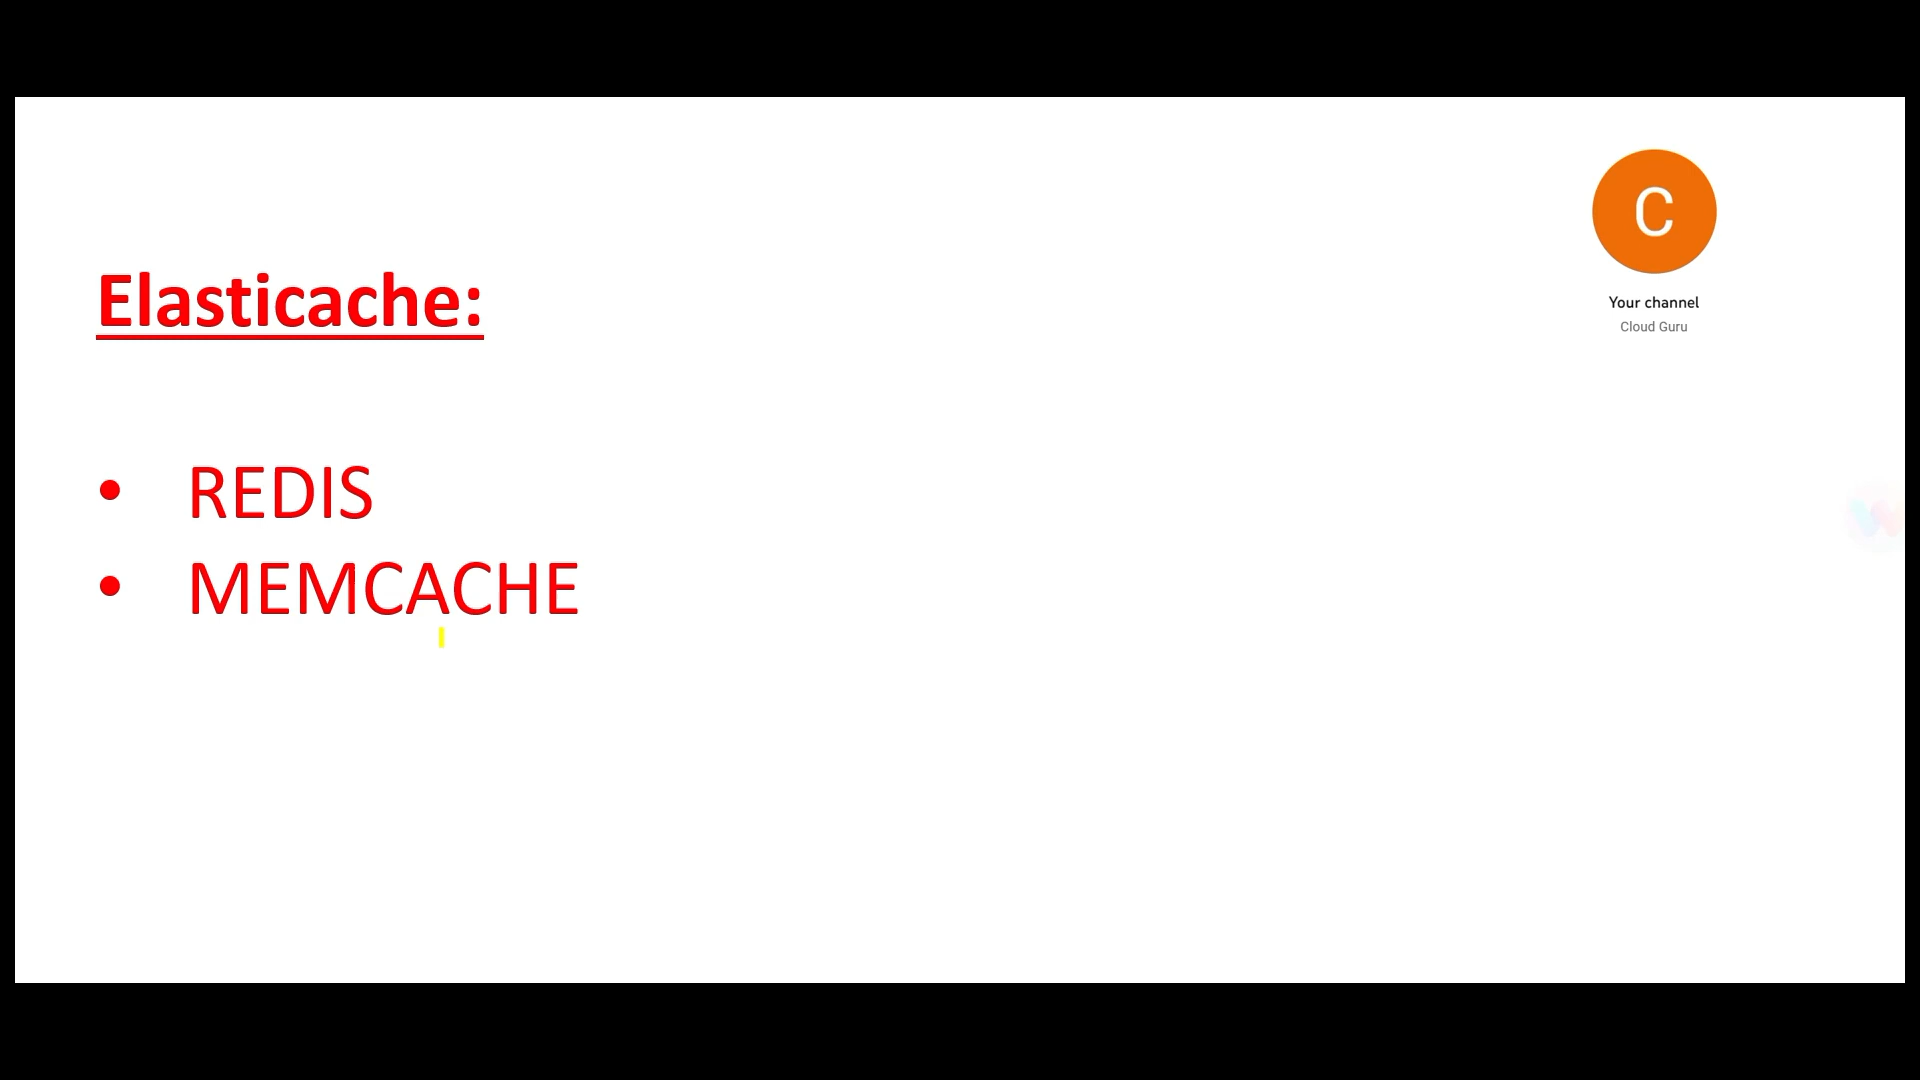 C
Your channel
Cloud Guru
Elasticache:
• REDIS
• MEMCACHE